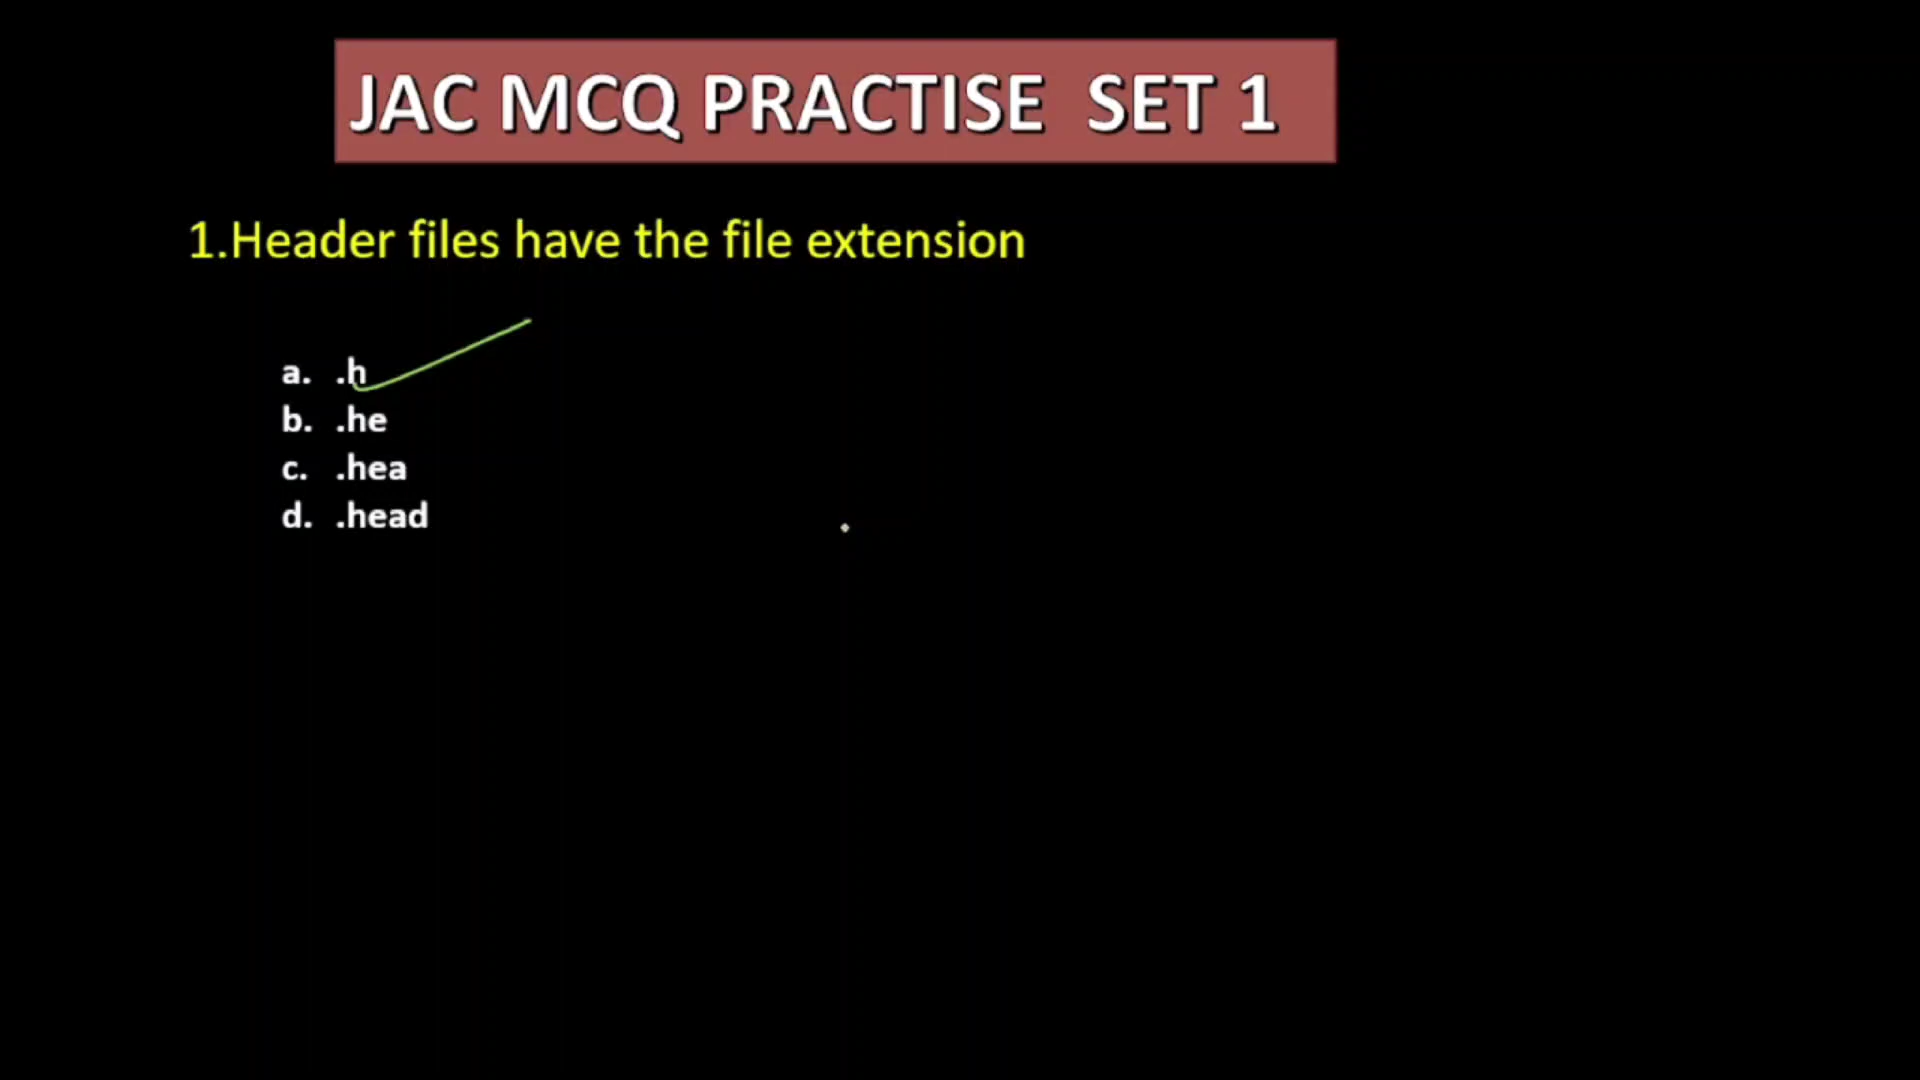 JAC MCQ PRACTISE SET 1
1.Header files have the file extension
a. .h
b. .he
c. .hea
d. .head